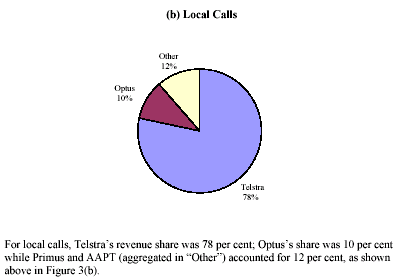 (b) Local Calls
Other
12%
Optus
10%
Telstra
78%
For local calls, Telstra's revenue share was 78 per cent; Optus's share was 10 per cent
while Primus and AAPT (aggregated in "Other") accounted for 12 per cent, as shown
above in Figure 3(b).